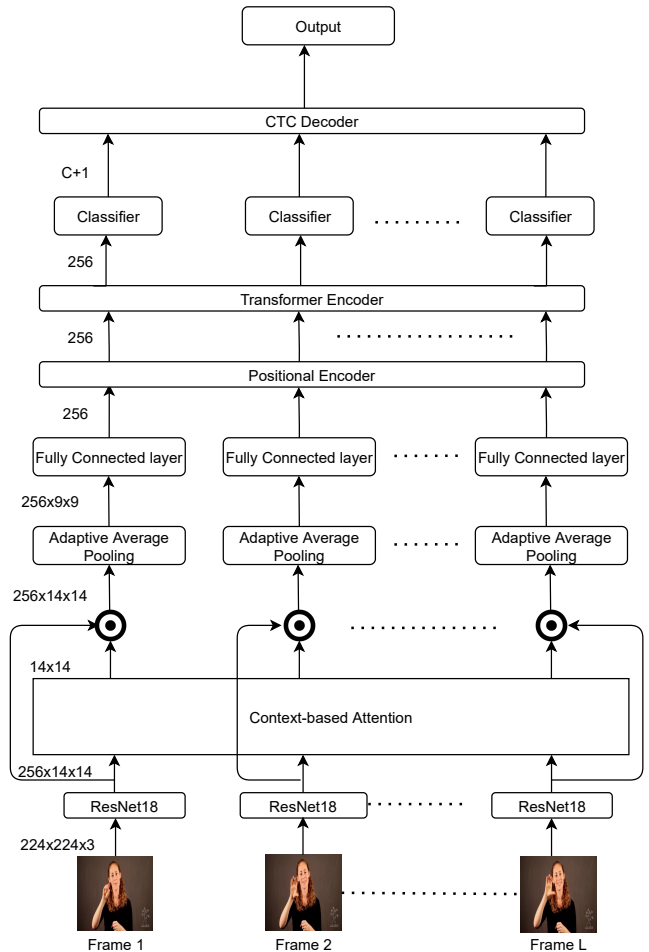 Output
CTC Decoder
C+1
Classifier
Classifier
Classifier
256
Transformer Encoder
256
Positional Encoder
256
Fully Connected layer
Fully Connected layer
Fully Connected layer
256x9x9
Adaptive Average
Pooling
Adaptive Average
Pooling
Adaptive Average
Pooling
256x14x14
14x14
Context-based Attention
256x14x14
ResNet18
ResNet18
ResNet18
224x224x3
Frame 1
Frame 2
Frame L